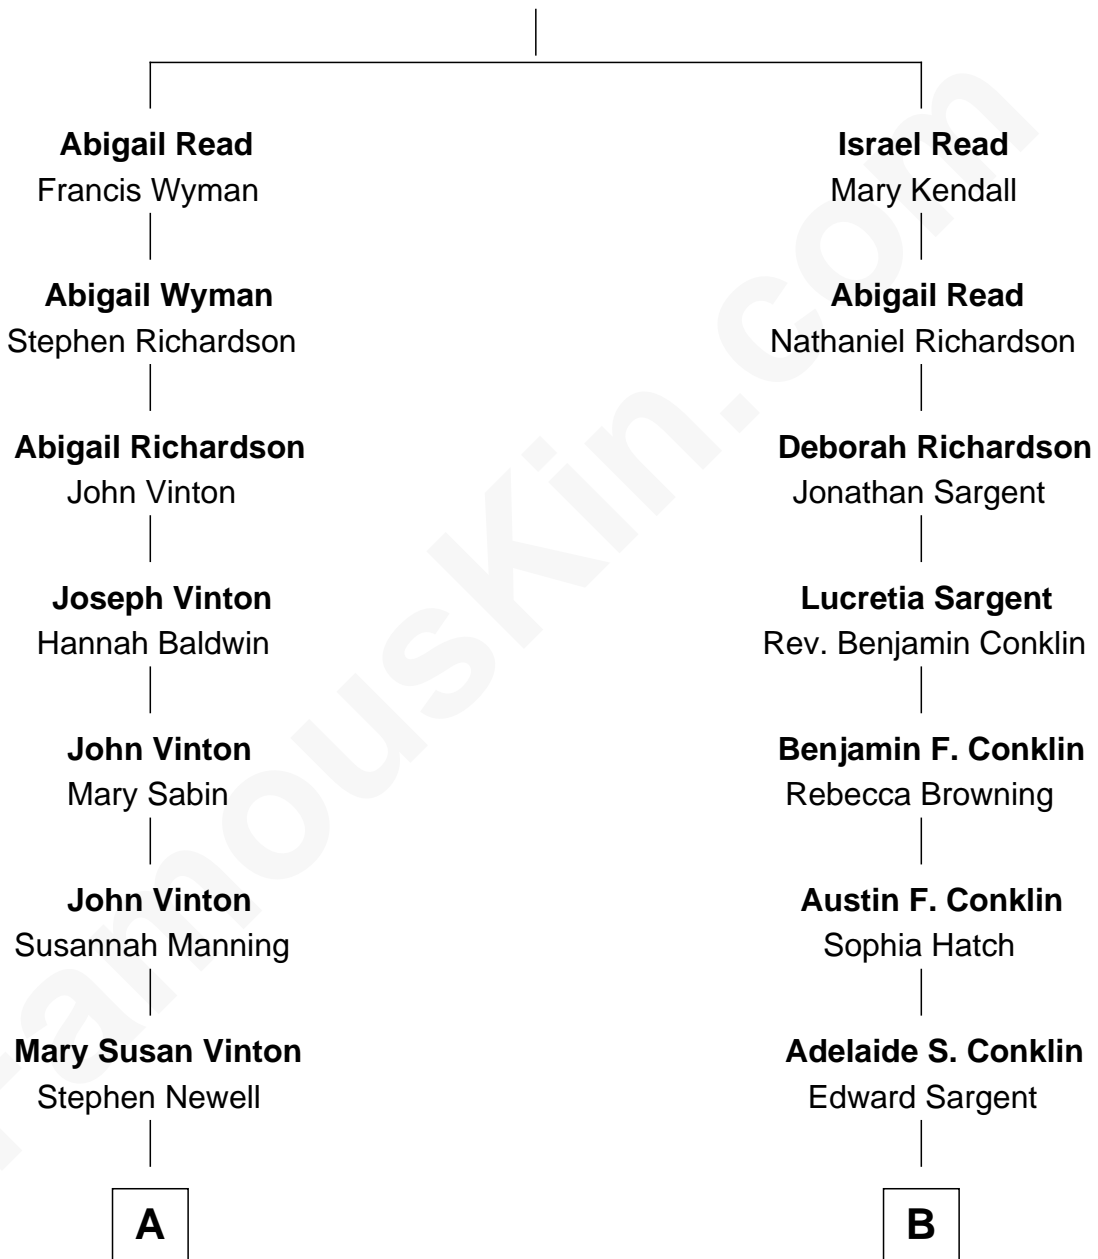 Abigail Read
Francis Wyman
Abigail Wyman
Stephen Richardson
Abigail Richardson
John Vinton
Joseph Vinton
Hannah Baldwin
John Vinton
Mary Sabin
John Vinton
Susannah Manning
Mary Susan Vinton
Stephen Newell
A
Israel Read
Mary Kendall
Abigail Read
Nathaniel Richardson
Deborah Richardson
Jonathan Sargent
Lucretia Sargent
Rev. Benjamin Conklin
Benjamin F. Conklin
Rebecca Browning
Austin F. Conklin
Sophia Hatch
Adelaide S. Conklin
Edward Sargent
B
FamousKin.com